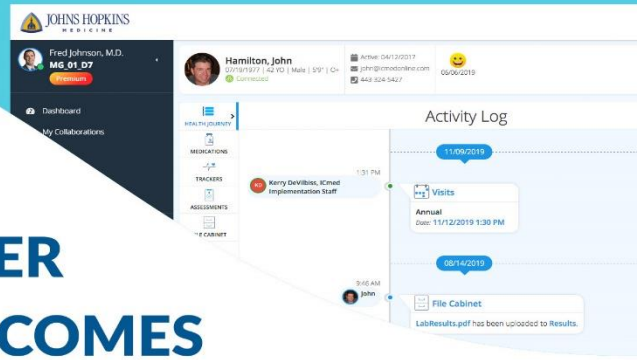 JOHNS HOPKINS
MEDICINE
Fred Johnson, M.D.
MG_01_D7
Premium
Dashboard
My Collaborations
Hamilton, John
07/19/1977 | 42 YO | Male | 5'9" | O+
Connected
Active: 04/12/2017
john@icmedonline.com
443-324-5427
06/06/2019
HEALTH JOURNEY
MEDICATIONS
TRACKERS
ASSESSMENTS
FILE CABINET
Activity Log
11/09/2019
1:31 PM
KD
Kerry DeVilbiss, ICmed
Implementation Staff
Visits
Annual
Date: 11/12/2019 1:30 PM
08/14/2019
9:46 AM
John
File Cabinet
LabResults.pdf has been uploaded to Results.
ER
COMES